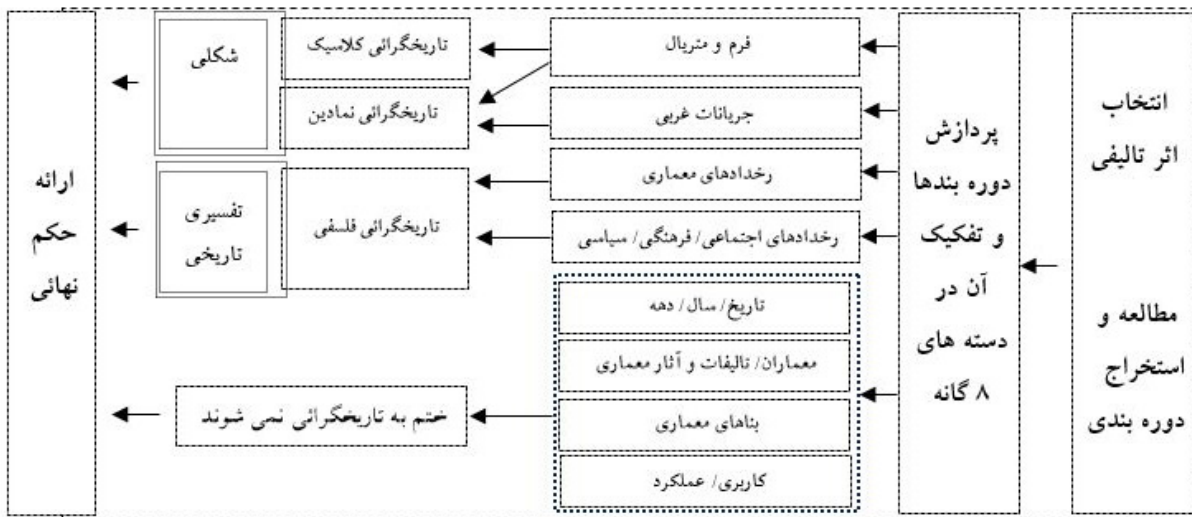 انتخاب
اثر تالیفی
مطالعه و
استخراج
دوره بندی
پردازش
دوره بندها
و تفکیک
آن در
دسته های
۸ گانه
فرم و متریال
جریانات غربی
رخدادهای معماری
رخدادهای اجتماعی/ فرهنگی/ سیاسی
تاریخ/ سال/ دهه
معماران/ تالیفات و آثار معماری
بناهای معماری
کاربری/ عملکرد
تاریخگرائی کلاسیک
تاریخگرائی نمادین
تاریخگرائی فلسفی
ختم به تاریخگرائی نمی شوند
شکلی
تفسیری
تاریخی
ارائه
حکم
نهائی